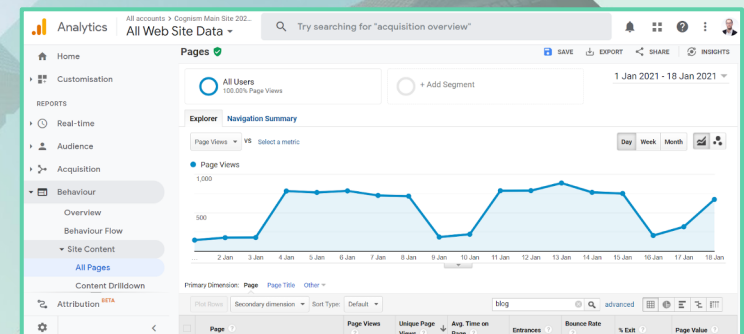 All accounts > Cognism Main Site 202...
Analytics
All Web Site Data
Try searching for "acquisition overview"
Home
Customisation
REPORTS
Real-time
Audience
Acquisition
Behaviour
Overview
Behaviour Flow
Site Content
All Pages
Content Drilldown
Attribution BETA
Pages
SAVE
EXPORT
SHARE
INSIGHTS
All Users
100.00% Page Views
+ Add Segment
1 Jan 2021 - 18 Jan 2021
Explorer Navigation Summary
Page Views VS Select a metric
Day Week Month
Page Views
1,000
500
... 2 Jan 3 Jan 4 Jan 5 Jan 6 Jan 7 Jan 8 Jan 9 Jan 10 Jan 11 Jan 12 Jan 13 Jan 14 Jan 15 Jan 16 Jan 17 Jan 18 Jan
Primary Dimension: Page Page Title Other
Plot Rows Secondary dimension Sort Type: Default blog advanced
Page ?
Page Views
Unique Page Views
Avg. Time on Page
Entrances ?
Bounce Rate
% Exit ?
Page Value ?